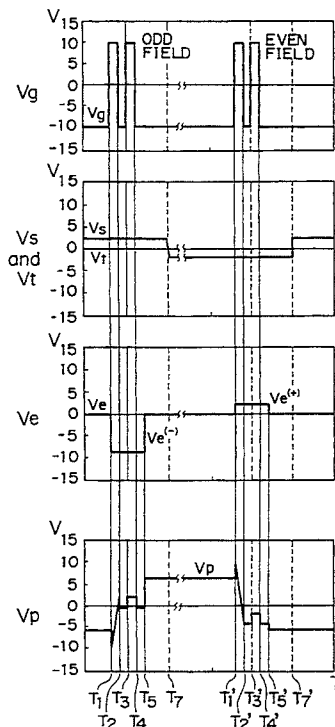 V
15
10
5
0
-5
-10
-15
Vg
Vg
ODD
FIELD
EVEN
FIELD
V
15
10
5
0
-5
-10
-15
Vs
and
Vt
Vs
Vt
V
15
10
5
0
-5
-10
-15
Ve
Ve
Ve(-)
Ve(+)
V
15
10
5
0
-5
-10
-15
Vp
Vp
T1 T3 T5 T7 T1' T3' T5' T7'
T2 T4 T2' T4'